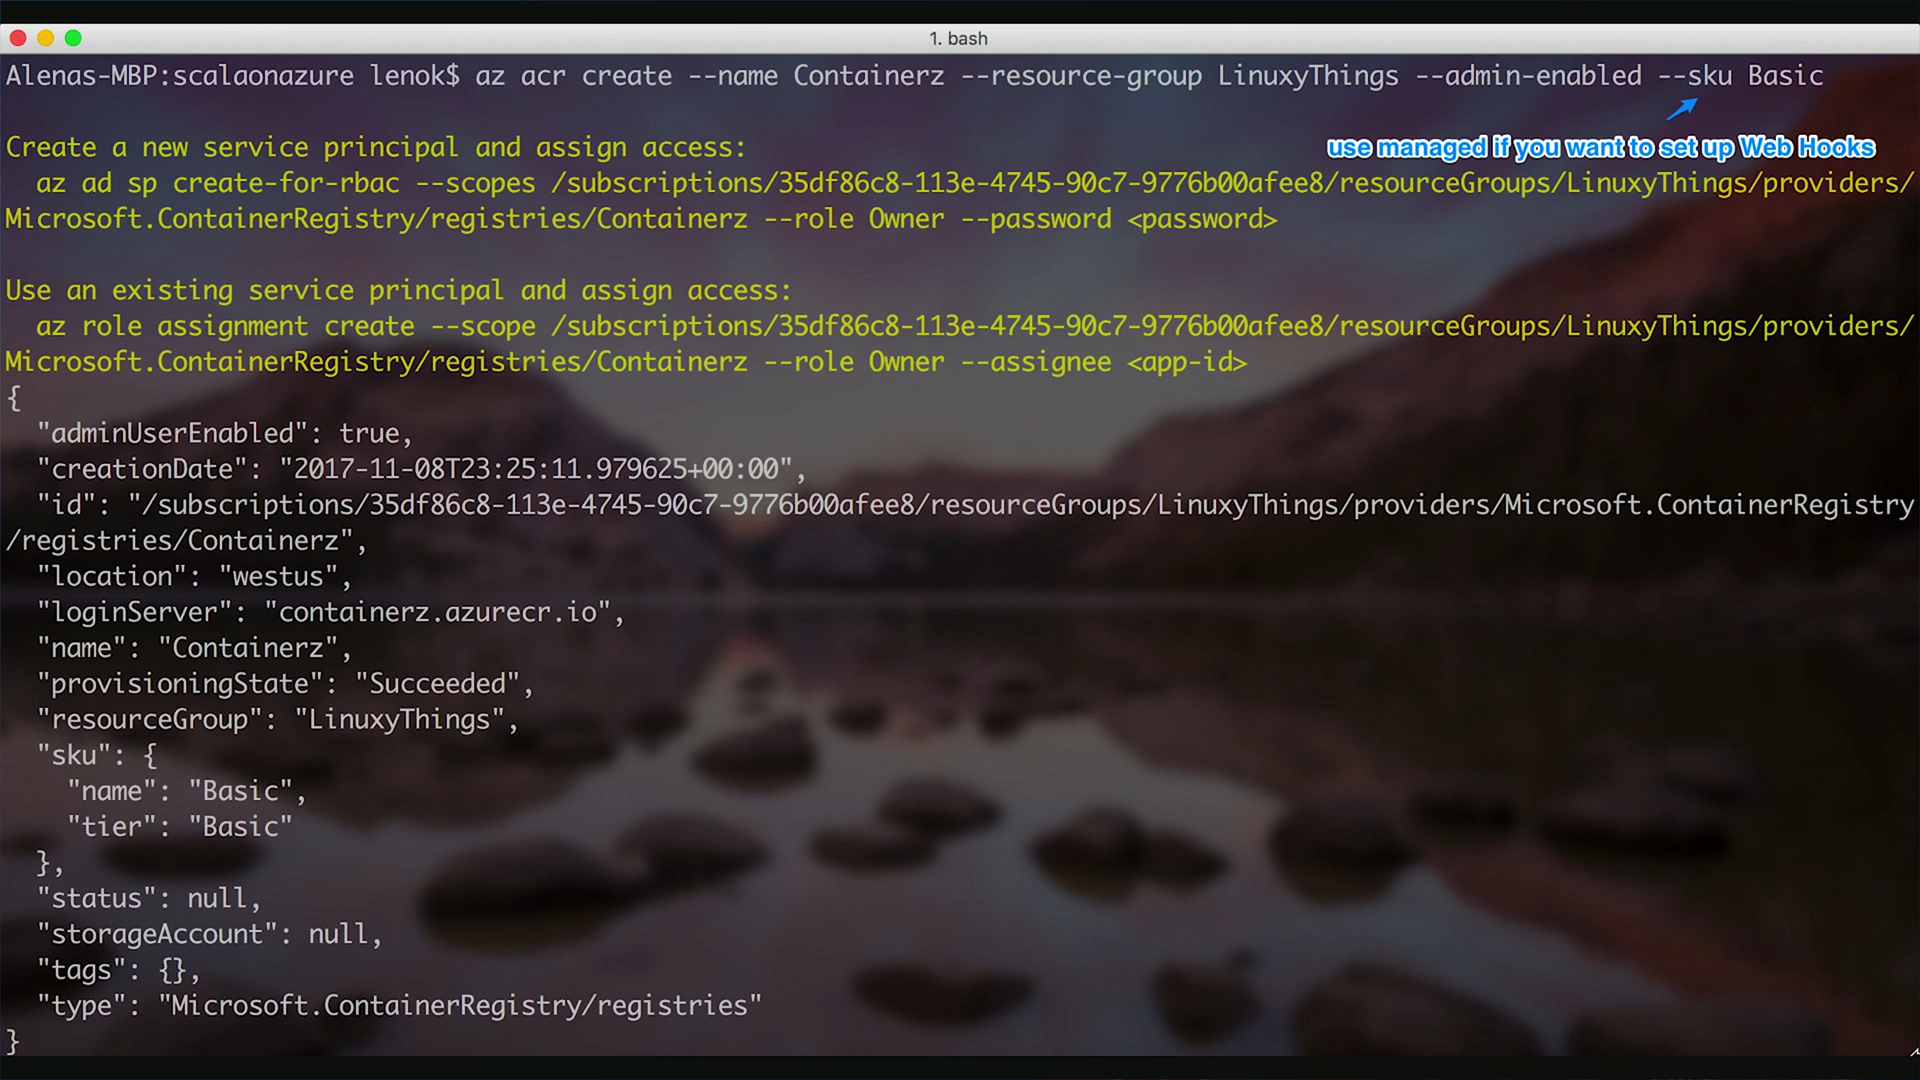 1. bash
Alenas-MBP:scalaonazure lenok$ az acr create --name Containerz --resource-group LinuxyThings --admin-enabled --sku Basic
use managed if you want to set up Web Hooks
Create a new service principal and assign access:
  az ad sp create-for-rbac --scopes /subscriptions/35df86c8-113e-4745-90c7-9776b00afee8/resourceGroups/LinuxyThings/providers/
Microsoft.ContainerRegistry/registries/Containerz --role Owner --password <password>
Use an existing service principal and assign access:
  az role assignment create --scope /subscriptions/35df86c8-113e-4745-90c7-9776b00afee8/resourceGroups/LinuxyThings/providers/
Microsoft.ContainerRegistry/registries/Containerz --role Owner --assignee <app-id>
{
  "adminUserEnabled": true,
  "creationDate": "2017-11-08T23:25:11.979625+00:00",
  "id": "/subscriptions/35df86c8-113e-4745-90c7-9776b00afee8/resourceGroups/LinuxyThings/providers/Microsoft.ContainerRegistry
/registries/Containerz",
  "location": "westus",
  "loginServer": "containerz.azurecr.io",
  "name": "Containerz",
  "provisioningState": "Succeeded",
  "resourceGroup": "LinuxyThings",
  "sku": {
    "name": "Basic",
    "tier": "Basic"
  },
  "status": null,
  "storageAccount": null,
  "tags": {},
  "type": "Microsoft.ContainerRegistry/registries"
}